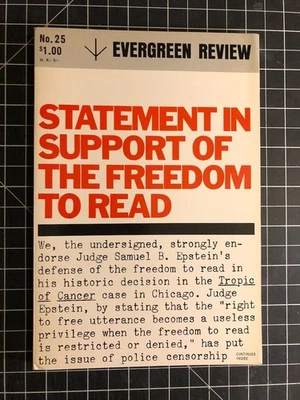 No.25
$1.00
EVERGREEN REVIEW
STATEMENT IN
SUPPORT OF
THE FREEDOM
TO READ
We, the undersigned, strongly en-
dorse Judge Samuel B. Epstein's
defense of the freedom to read in
his historic decision in the Tropic
of Cancer case in Chicago. Judge
Epstein, by stating that the "right
to free utterance becomes a useless
privilege when the freedom to read
is restricted or denied," has put
the issue of police censorship
CONTINUED
INSIDE